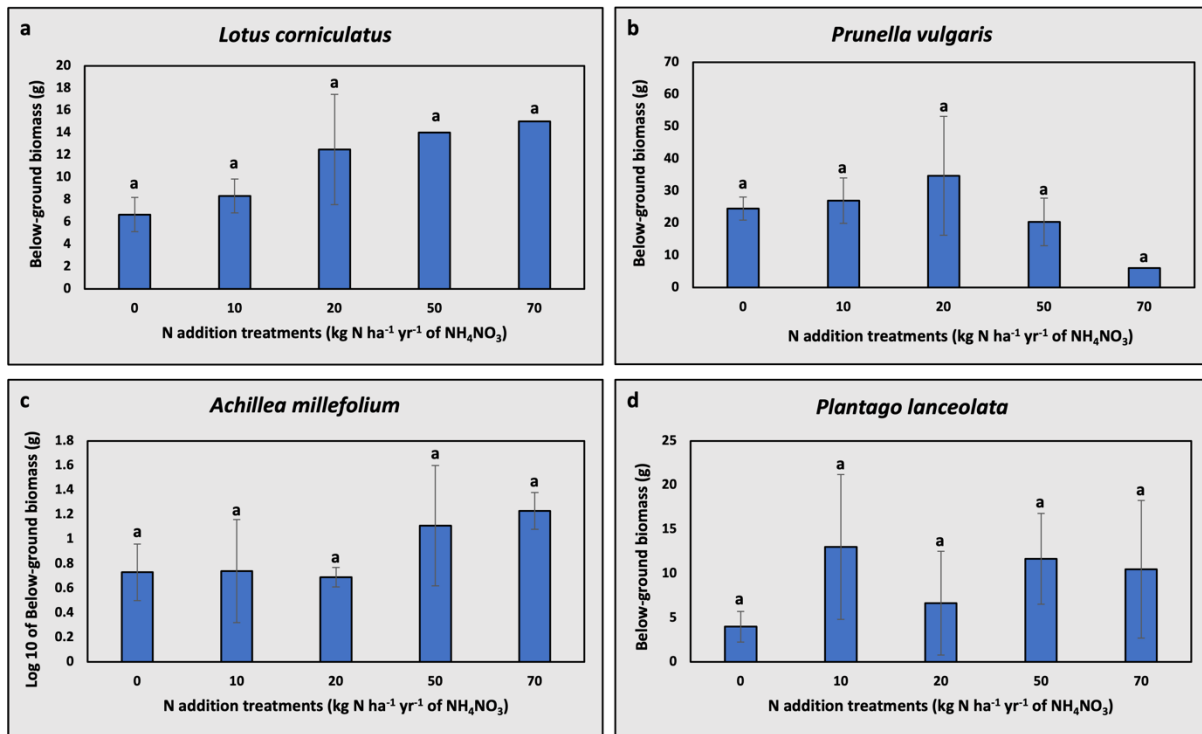 a
Lotus corniculatus
Below-ground biomass (g)
20
18
16
14
12
10
8
6
4
2
0
a
a
a
a
a
0
10
20
50
70
N addition treatments (kg N ha⁻¹ yr⁻¹ of NH₄NO₃)
b
Prunella vulgaris
Below-ground biomass (g)
70
60
50
40
30
20
10
0
a
a
a
a
a
0
10
20
50
70
N addition treatments (kg N ha⁻¹ yr⁻¹ of NH₄NO₃)
c
Achillea millefolium
Log 10 of Below-ground biomass (g)
1.8
1.6
1.4
1.2
1
0.8
0.6
0.4
0.2
0
a
a
a
a
a
0
10
20
50
70
N addition treatments (kg N ha⁻¹ yr⁻¹ of NH₄NO₃)
d
Plantago lanceolata
Below-ground biomass (g)
25
20
15
10
5
0
a
a
a
a
a
0
10
20
50
70
N addition treatments (kg N ha⁻¹ yr⁻¹ of NH₄NO₃)